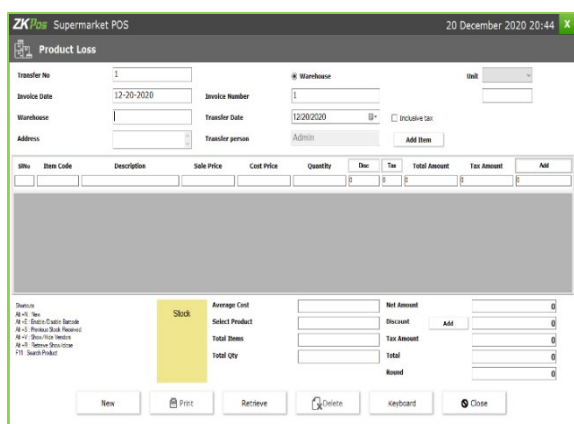 ZKPos Supermarket POS 20 December 2020 20:44 X
Product Loss
Transfer No 1 Warehouse Unit
Invoice Date 12-20-2020 Invoice Number 1
Warehouse Transfer Date 12/20/2020 Inclusive tax
Address Transfer person Admin Add Item
SlNo Item Code Description Sale Price Cost Price Quantity Disc Tax Total Amount Tax Amount Add
0 0 0 0 0
Shortcuts
Alt +N : New
Alt +E : Enable/Disable Barcode
Alt +S : Previous Stock Received
Alt +V : Show/Hide Vendors
Alt +R : Retrieve Show/close
F11 : Search Product
Stock
Average Cost Net Amount 0
Select Product Discount Add 0
Total Items Tax Amount 0
Total Qty Total 0
Round 0
New Print Retrieve Delete Keyboard Close